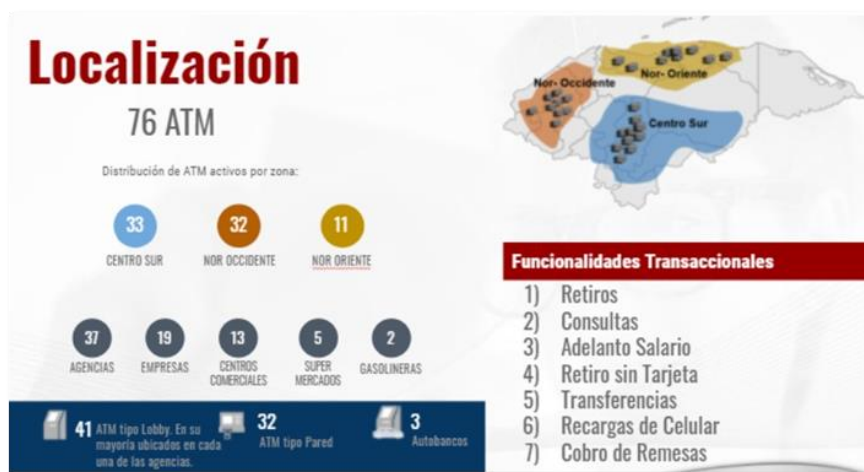 Localización
76 ATM
Distribución de ATM activos por zona:
33
CENTRO SUR
32
NOR OCCIDENTE
11
NOR ORIENTE
37
AGENCIAS
19
EMPRESAS
13
CENTROS
COMERCIALES
5
SUPER
MERCADOS
2
GASOLINERAS
41 ATM tipo Lobby. En su
mayoría ubicados en cada
una de las agencias.
32
ATM tipo Pared
3
Autobancos
Nor- Occidente
Nor- Oriente
Centro Sur
Funcionalidades Transaccionales
1) Retiros
2) Consultas
3) Adelanto Salario
4) Retiro sin Tarjeta
5) Transferencias
6) Recargas de Celular
7) Cobro de Remesas